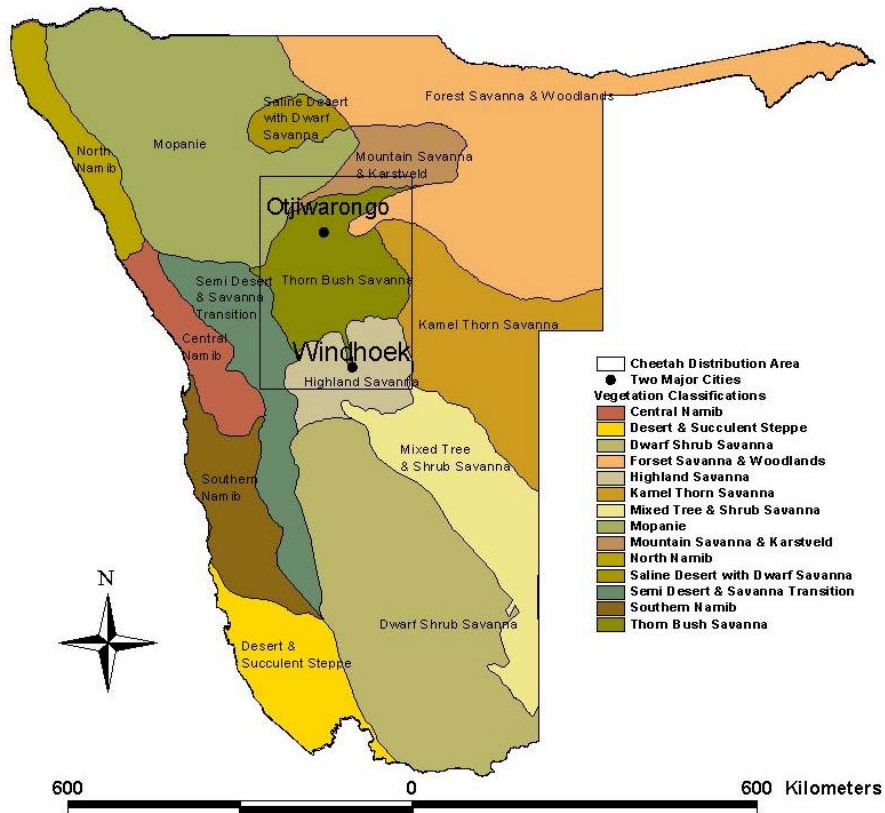 Forest Savanna & Woodlands
Saline Desert
with Dwarf
Savanna
North
Namib
Mopanie
Mountain Savanna
& Karstveld
Otjiwarongo
Semi Desert
& Savanna
Transition
Thorn Bush Savanna
Kamel Thorn Savanna
Central
Namib
Windhoek
Highland Savanna
Mixed Tree
& Shrub Savanna
Southern
Namib
Dwarf Shrub Savanna
Desert &
Succulent Steppe
Cheetah Distribution Area
Two Major Cities
Vegetation Classifications
Central Namib
Desert & Succulent Steppe
Dwarf Shrub Savanna
Forset Savanna & Woodlands
Highland Savanna
Kamel Thorn Savanna
Mixed Tree & Shrub Savanna
Mopanie
Mountain Savanna & Karstveld
North Namib
Saline Desert with Dwarf Savanna
Semi Desert & Savanna Transition
Southern Namib
Thorn Bush Savanna
N
600 0 600 Kilometers